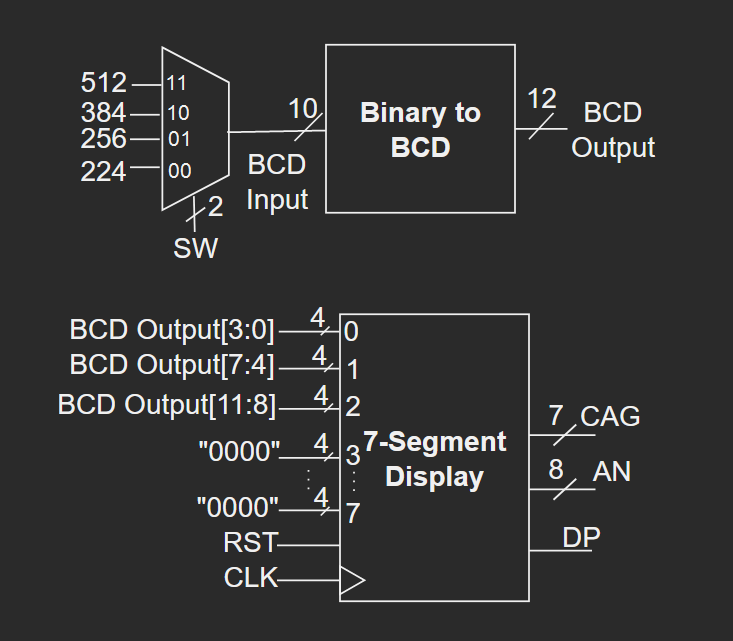 512
11
384
10
256
01
224
00
2
SW
10
BCD
Input
Binary to
BCD
12
BCD
Output
BCD Output[3:0]
4
0
BCD Output[7:4]
4
1
BCD Output[11:8]
4
2
"0000"
4
3
"0000"
4
7
RST
CLK
7-Segment
Display
7
CAG
8
AN
DP